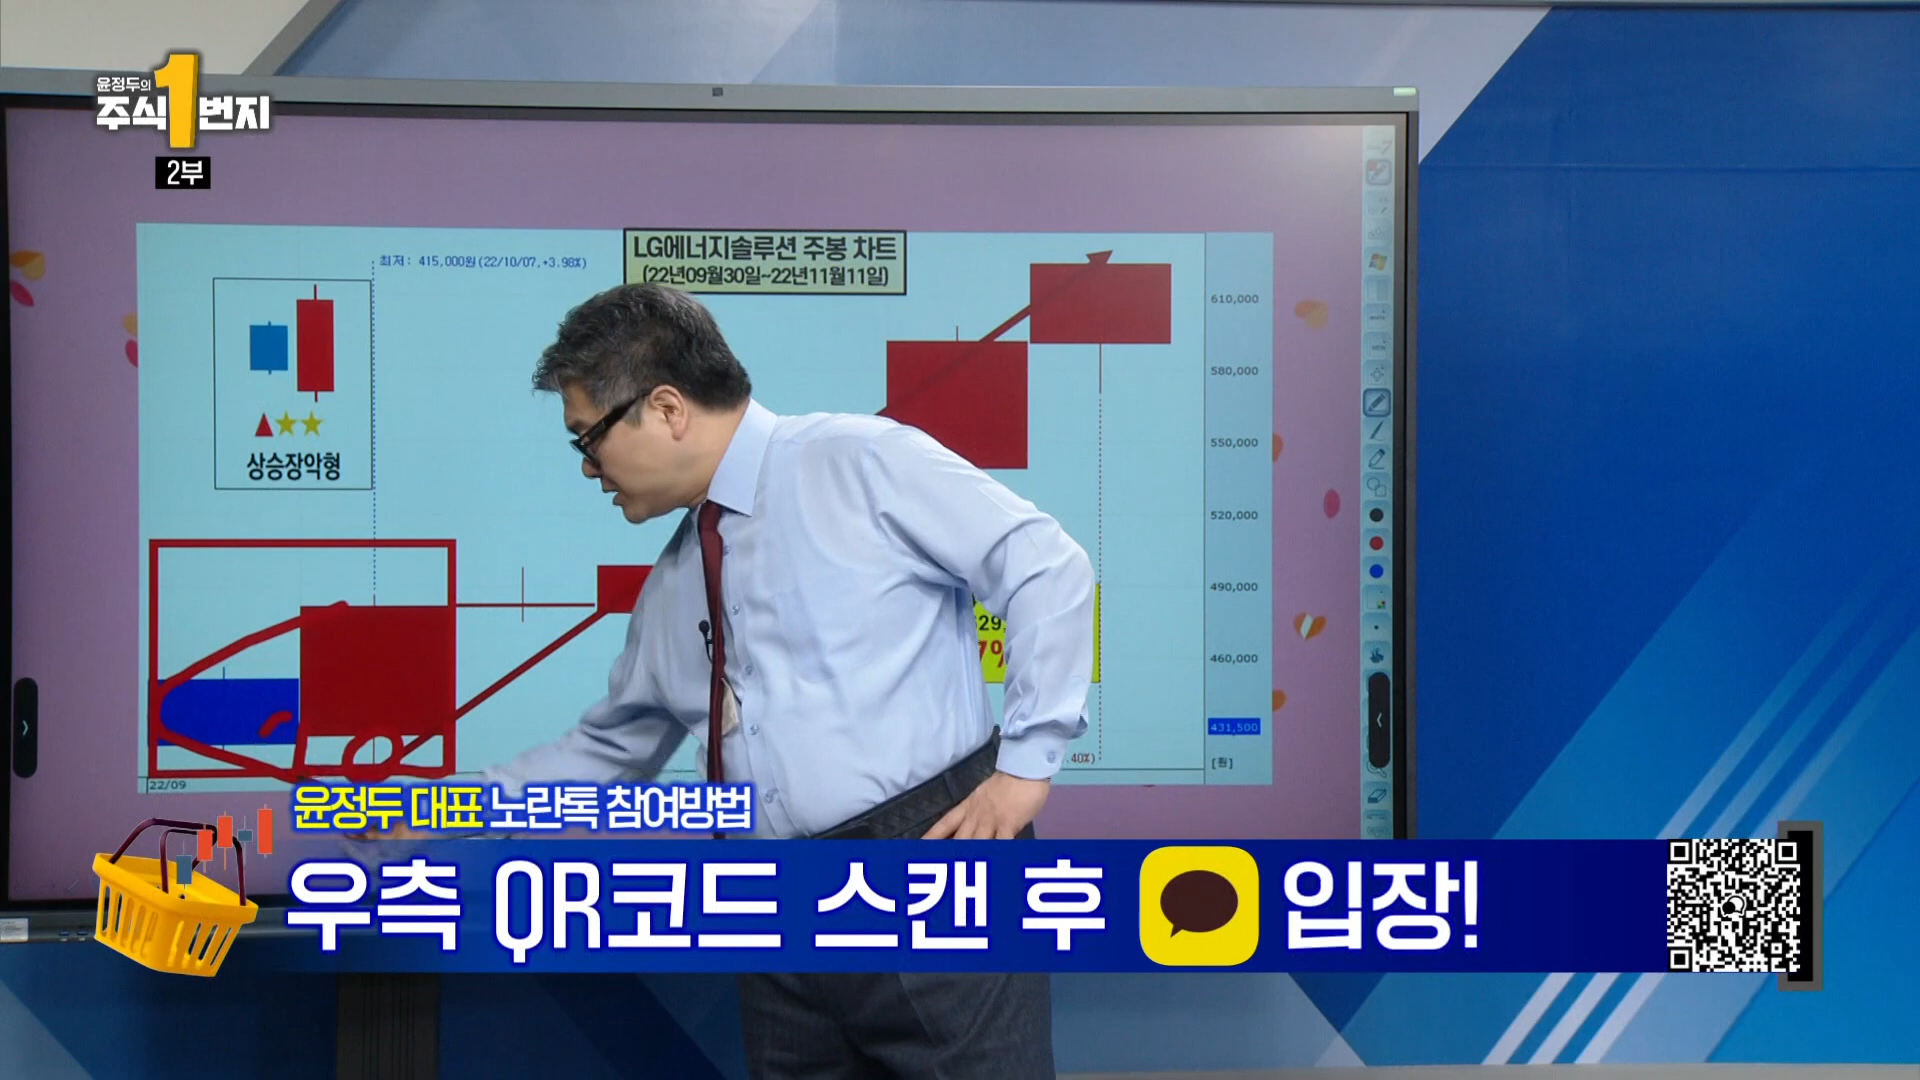 윤정두의
주식1번지
2부
LG에너지솔루션 주봉 차트
(22년09월30일~22년11월11일)
최저: 415,000원(22/10/07,+3.98%)
상승장악형
610,000
580,000
550,000
520,000
490,000
460,000
431,500
[원]
.40%)
29,
7%
22/09
윤정두 대표 노란톡 참여방법
우측 QR코드 스캔 후 입장!